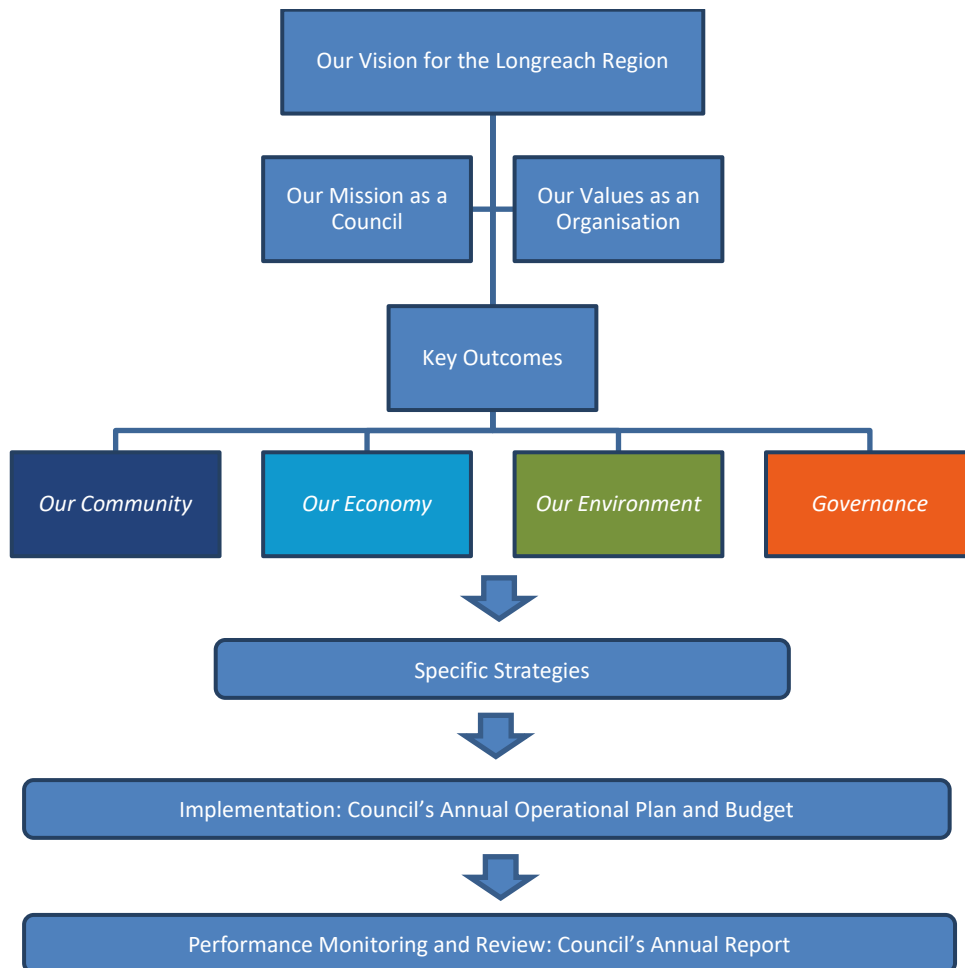 Our Vision for the Longreach Region
Our Mission as a
Council
Our Values as an
Organisation
Key Outcomes
Our Community
Our Economy
Our Environment
Governance
Specific Strategies
Implementation: Council’s Annual Operational Plan and Budget
Performance Monitoring and Review: Council’s Annual Report